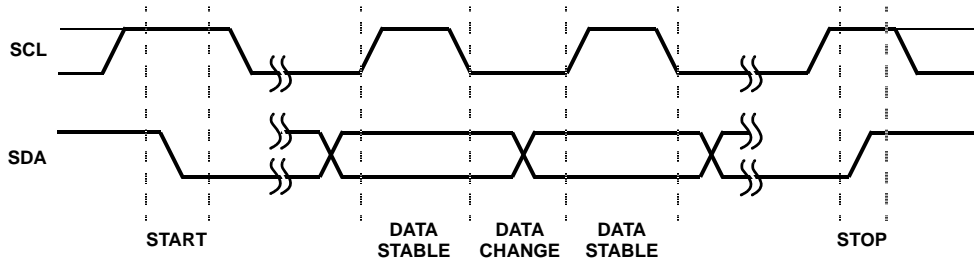 SCL
SDA
START
DATA
STABLE
DATA
CHANGE
DATA
STABLE
STOP